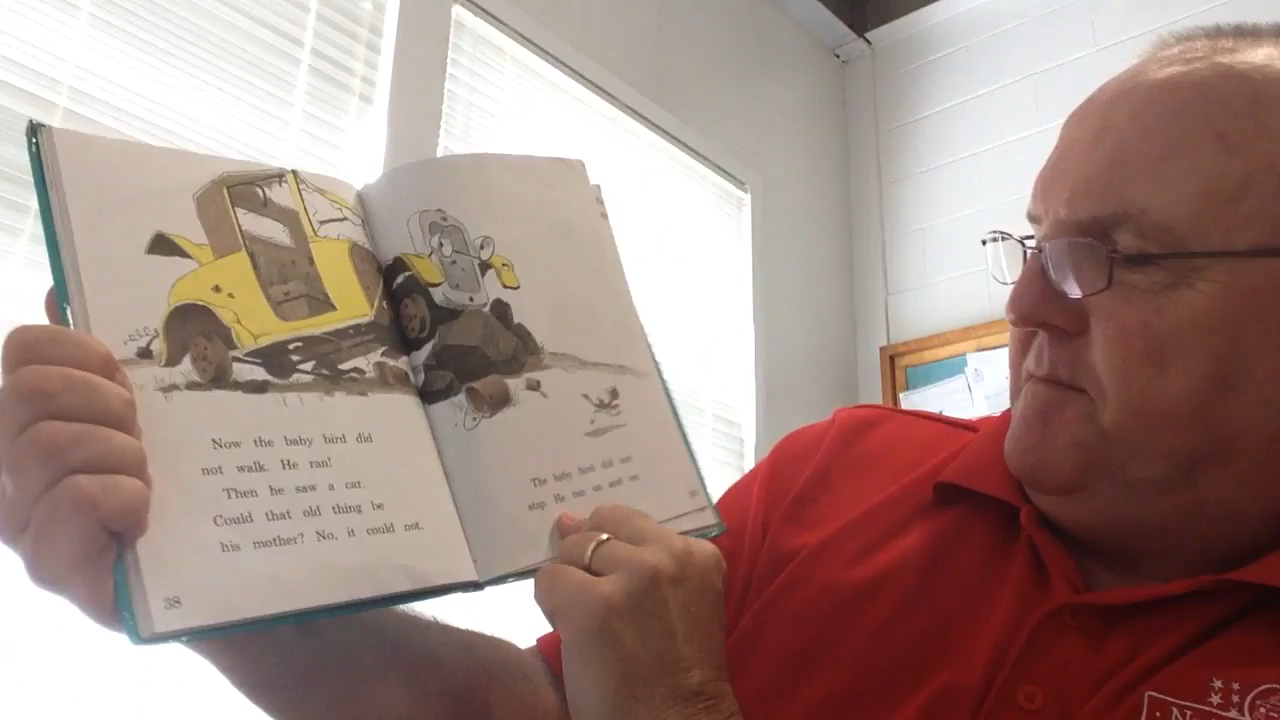 Now the baby bird did
not walk. He ran!
Then he saw a car.
Could that old thing be
his mother? No, it could not.
38
The baby bird did not
stop. He ran on and on.